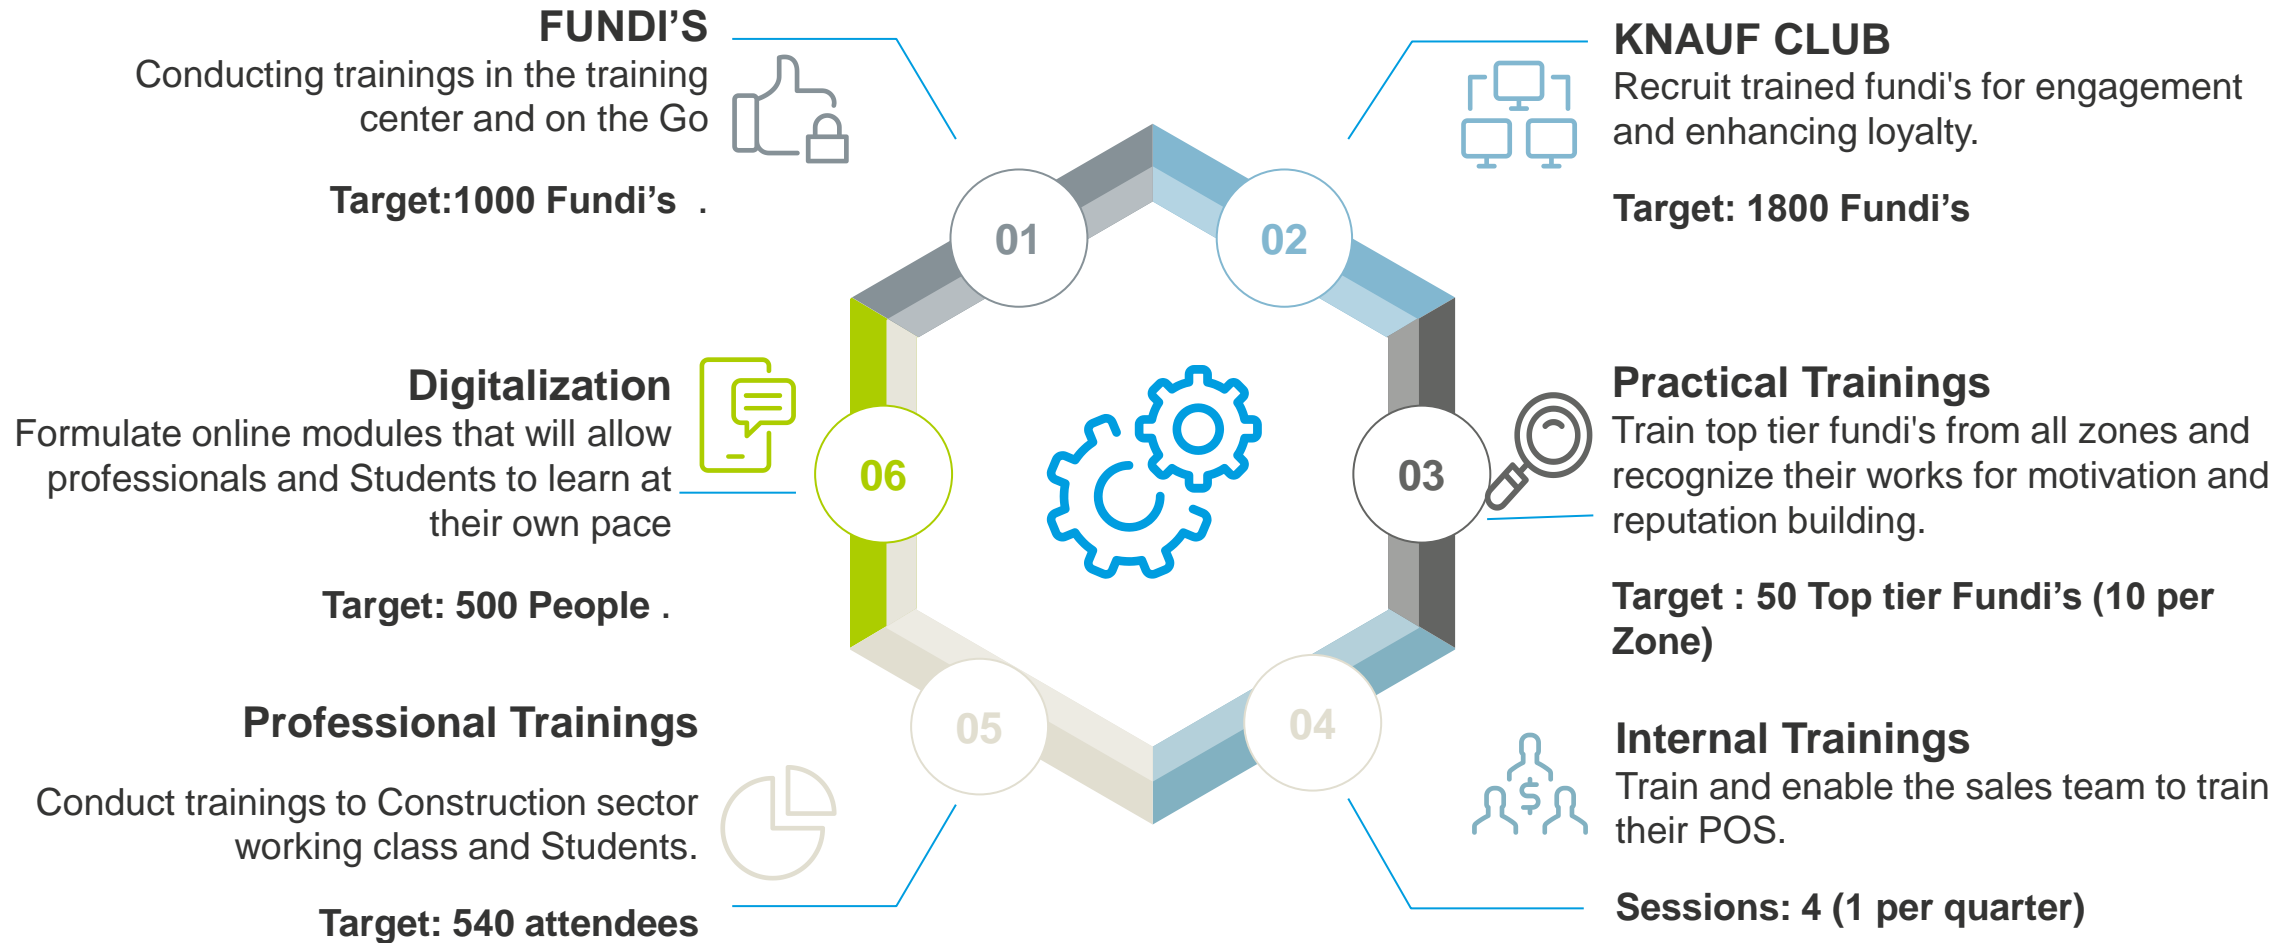 FUNDI’S
Conducting trainings in the training
center and on the Go
Target:1000 Fundi’s .
01
KNAUF CLUB
Recruit trained fundi's for engagement
and enhancing loyalty.
Target: 1800 Fundi’s
02
Practical Trainings
Train top tier fundi's from all zones and
recognize their works for motivation and
reputation building.
Target : 50 Top tier Fundi’s (10 per
Zone)
03
Internal Trainings
Train and enable the sales team to train
their POS.
Sessions: 4 (1 per quarter)
04
$
Professional Trainings
Conduct trainings to Construction sector
working class and Students.
Target: 540 attendees
05
Digitalization
Formulate online modules that will allow
professionals and Students to learn at
their own pace
Target: 500 People .
06